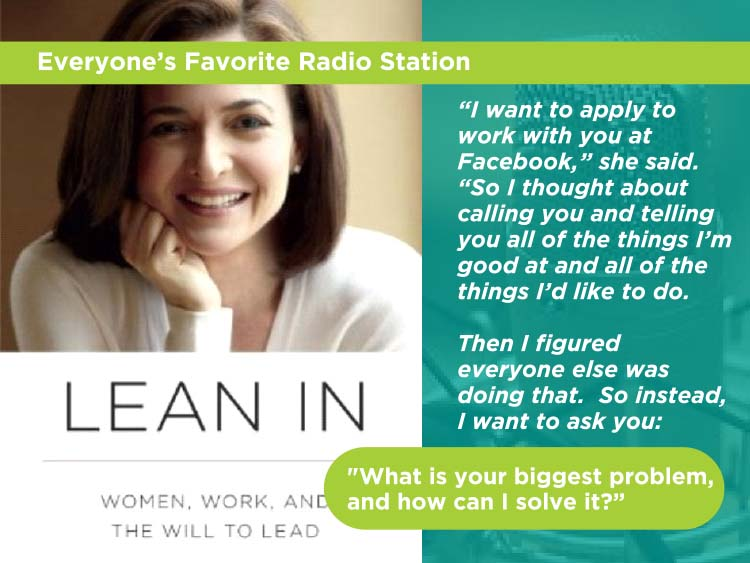 Everyone’s Favorite Radio Station
“I want to apply to
work with you at
Facebook,” she said.
“So I thought about
calling you and telling
you all of the things I’m
good at and all of the
things I’d like to do.
Then I figured
everyone else was
doing that.  So instead,
I want to ask you:
"What is your biggest problem,
and how can I solve it?”
LEAN IN
WOMEN, WORK, AND
THE WILL TO LEAD